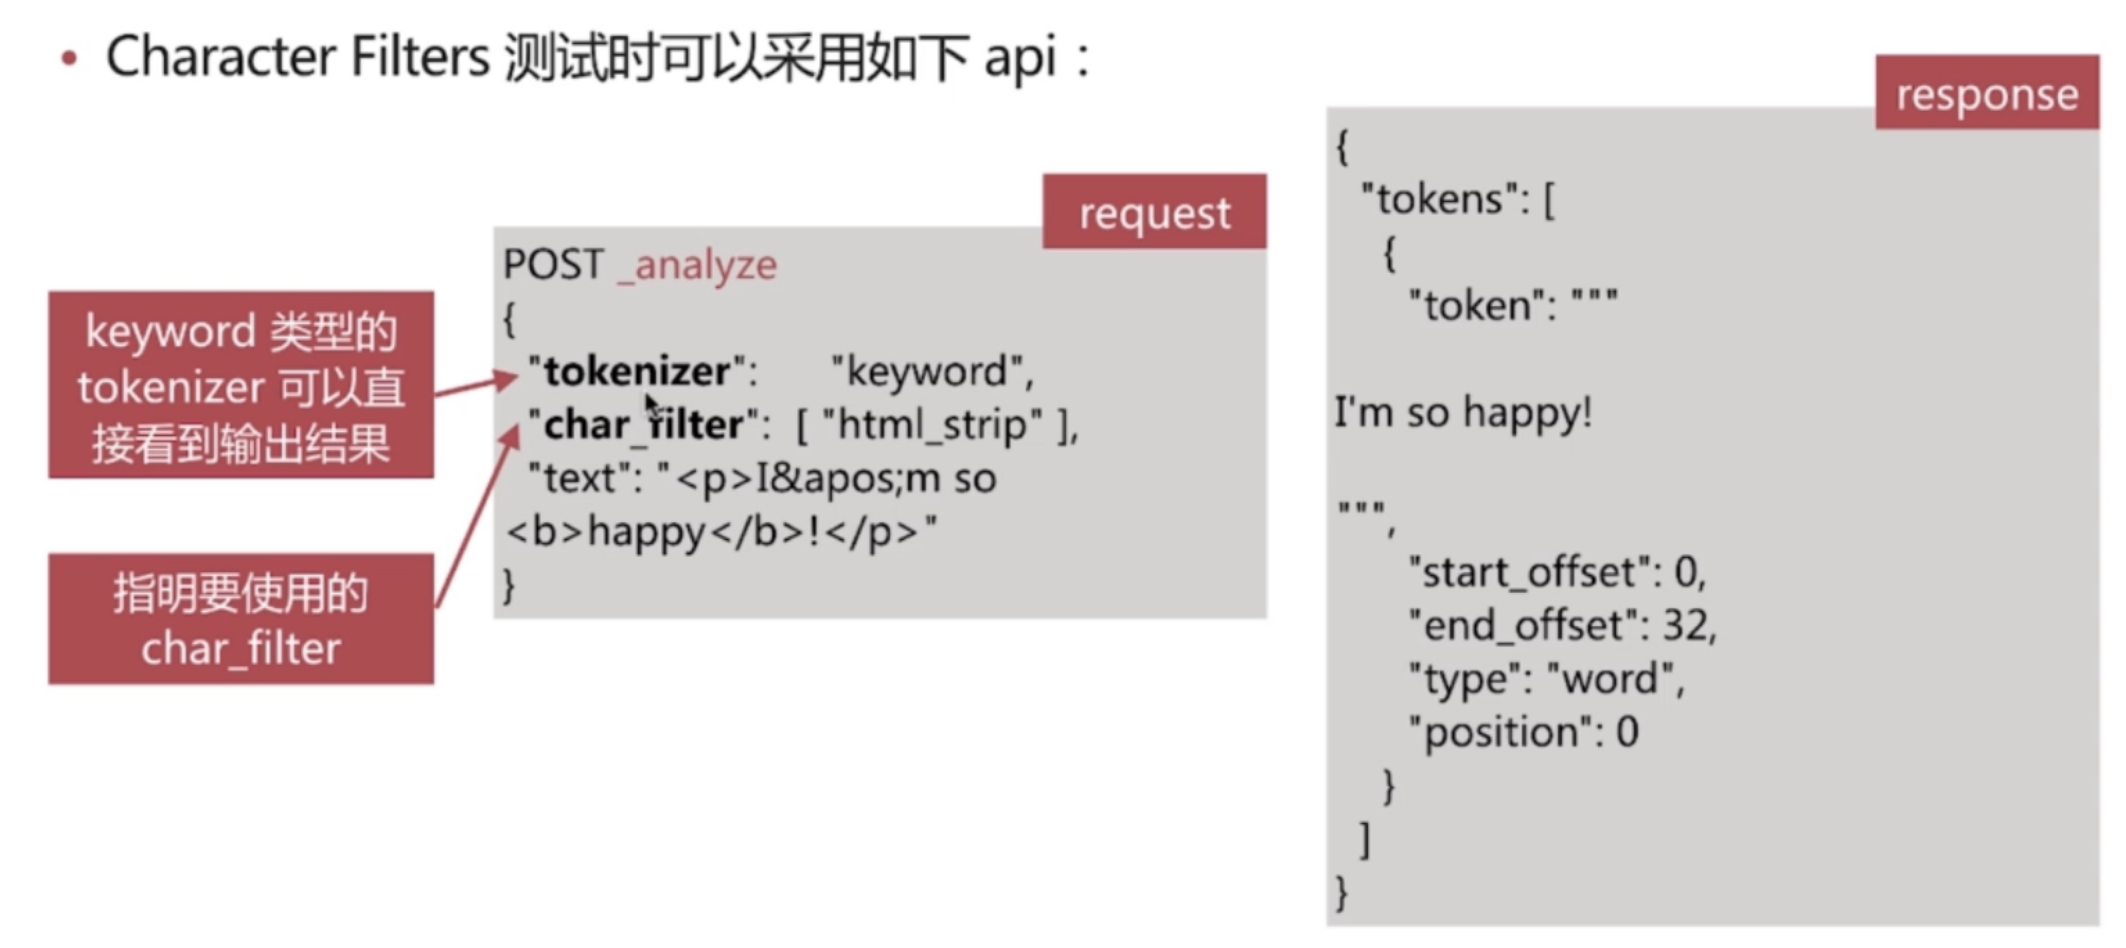 • Character Filters 测试时可以采用如下 api：
request
POST _analyze
{
"tokenizer": "keyword",
"char_filter": [ "html_strip" ],
"text": "<p>I&apos;m so
<b>happy</b>!</p>"
}
keyword 类型的
tokenizer 可以直
接看到输出结果
指明要使用的
char_filter
response
{
"tokens": [
{
"token": """
I'm so happy!
""",
"start_offset": 0,
"end_offset": 32,
"type": "word",
"position": 0
}
]
}